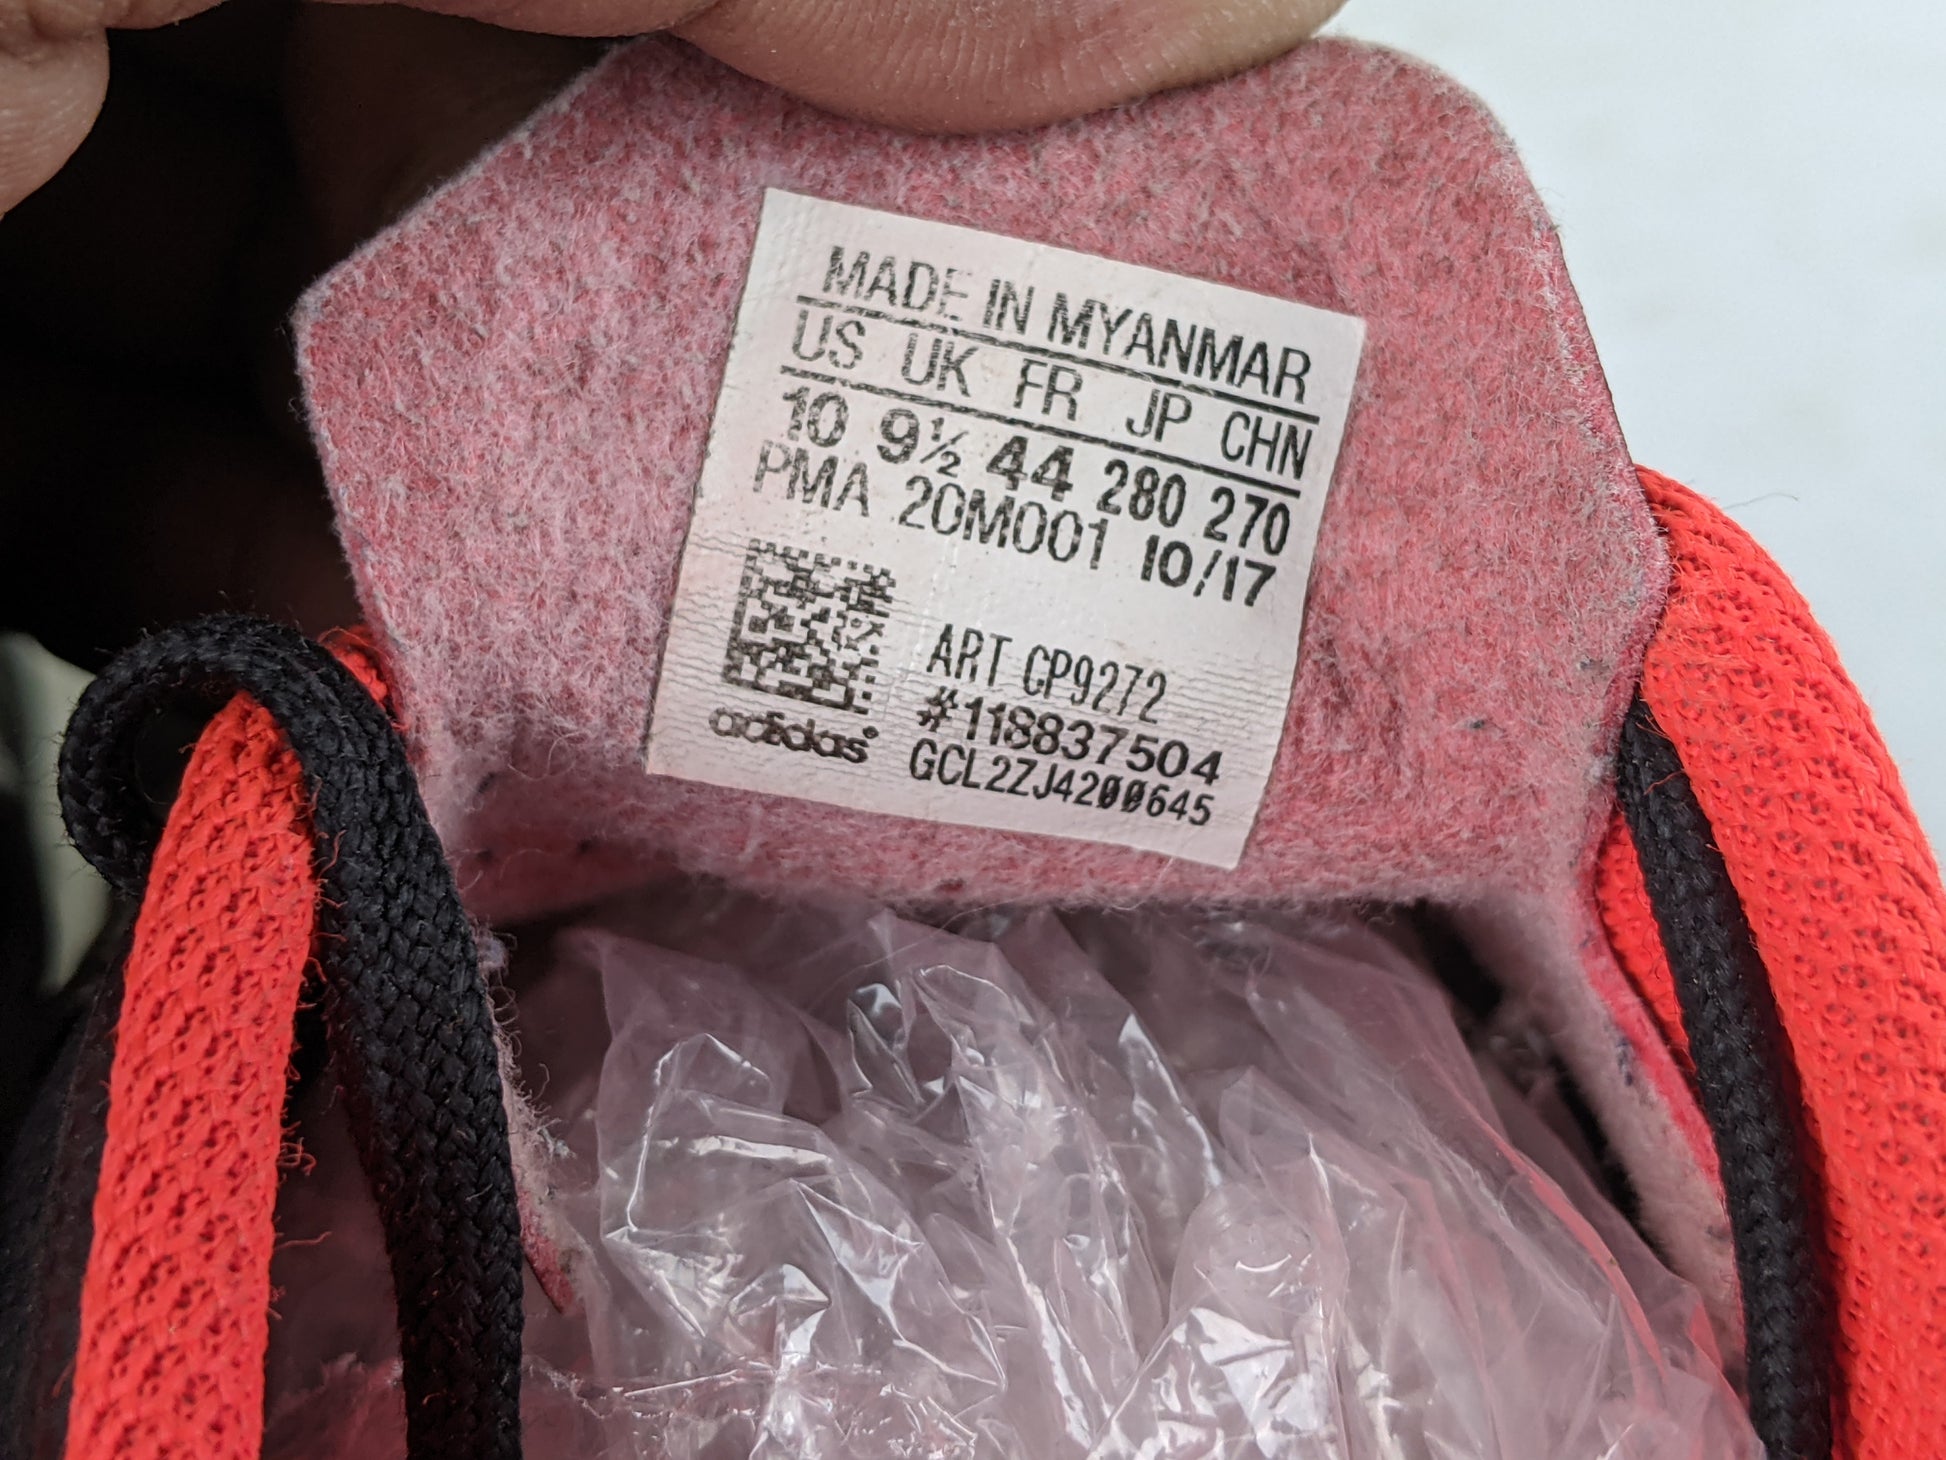 MADE IN MYANMAR
US UK FR JP CHN
10 9½ 44 280 270
PMA 20M001 10/17
ART CP9272
#118837504
adidas GCL2ZJ4200645